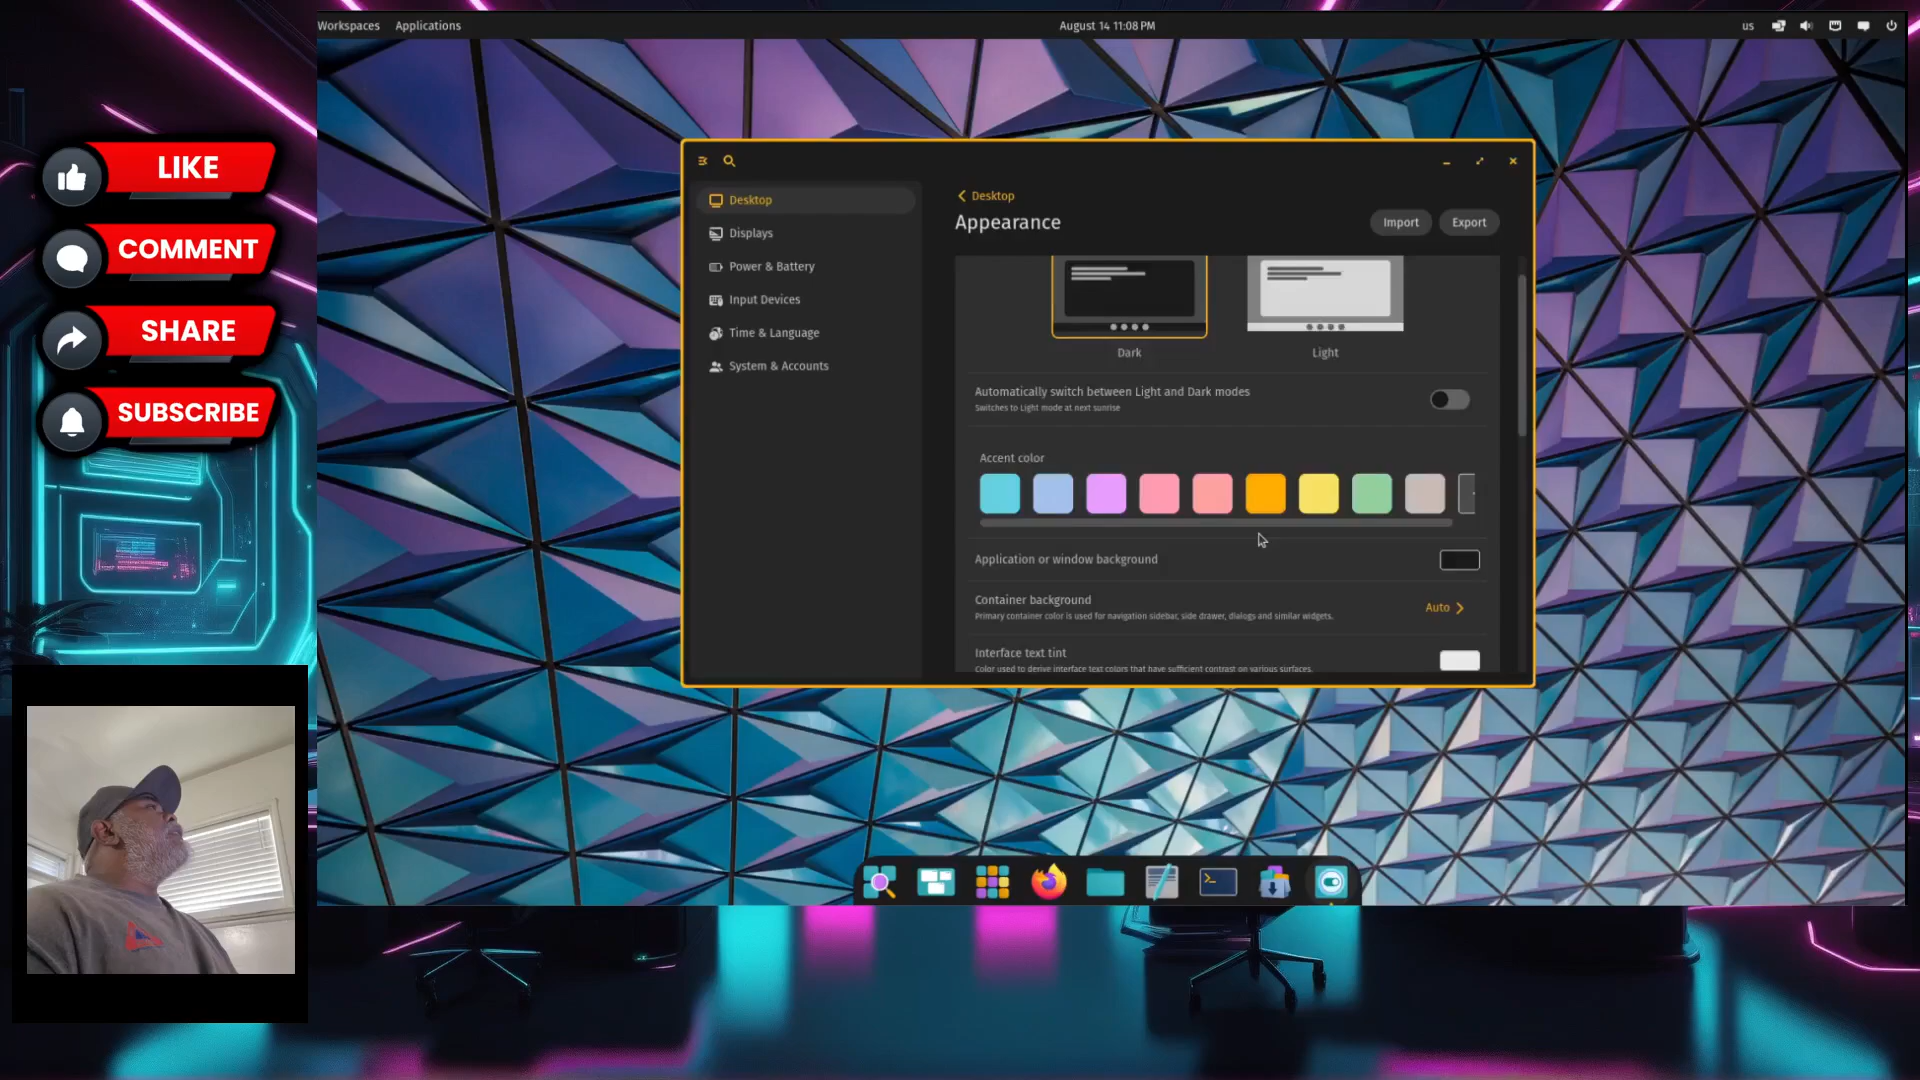 Workspaces Applications August 14 11:08 PM us
LIKE
COMMENT
SHARE
SUBSCRIBE
Desktop
Displays
Power & Battery
Input Devices
Time & Language
System & Accounts
Desktop
Appearance Import Export
Dark Light
Automatically switch between Light and Dark modes
Switches to Light mode at next sunrise
Accent color
Application or window background
Container background
Primary container color is used for navigation sidebar, side drawer, dialogs and similar widgets.
Auto
Interface text tint
Color used to derive interface text colors that have sufficient contrast on various surfaces.